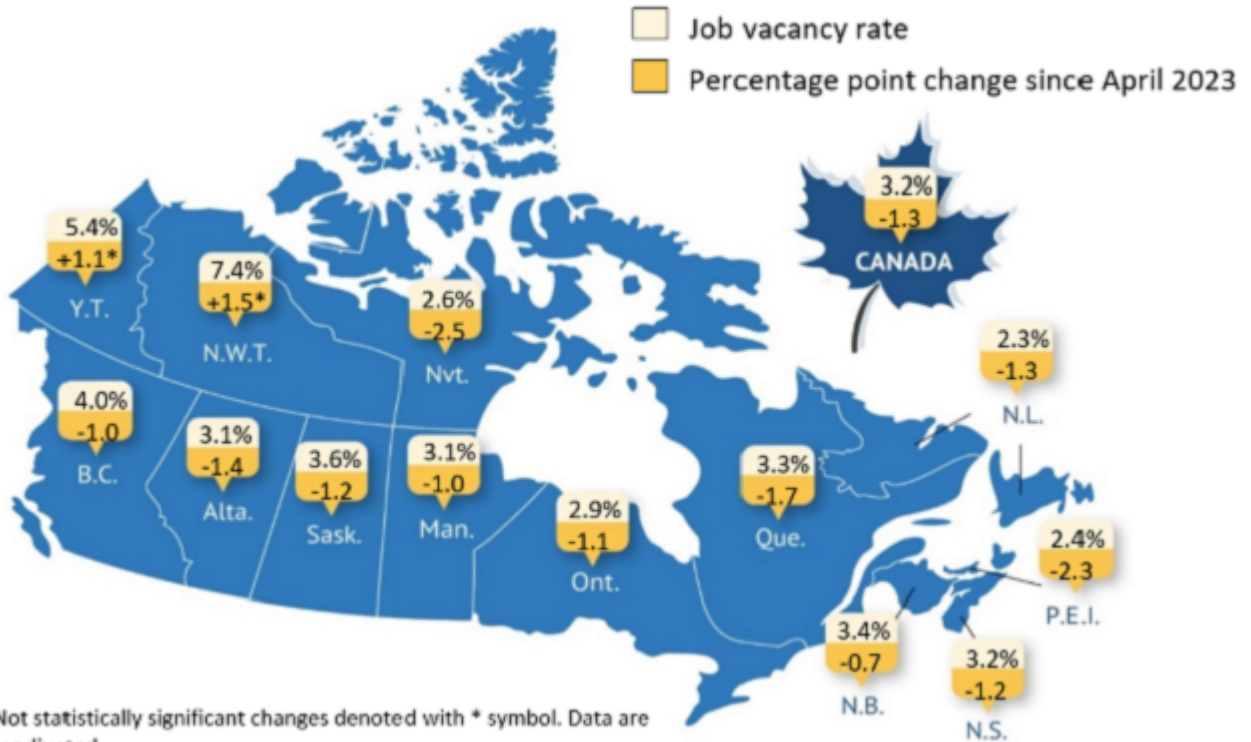 Job vacancy rate
Percentage point change since April 2023
3.2%
-1.3
CANADA
5.4%
+1.1*
Y.T.
7.4%
+1.5*
N.W.T.
2.6%
-2.5
Nvt.
2.3%
-1.3
N.L.
4.0%
-1.0
B.C.
3.1%
-1.4
Alta.
3.6%
-1.2
Sask.
3.1%
-1.0
Man.
2.9%
-1.1
Ont.
3.3%
-1.7
Que.
2.4%
-2.3
P.E.I.
3.4%
-0.7
N.B.
3.2%
-1.2
N.S.
Not statistically significant changes denoted with * symbol. Data are